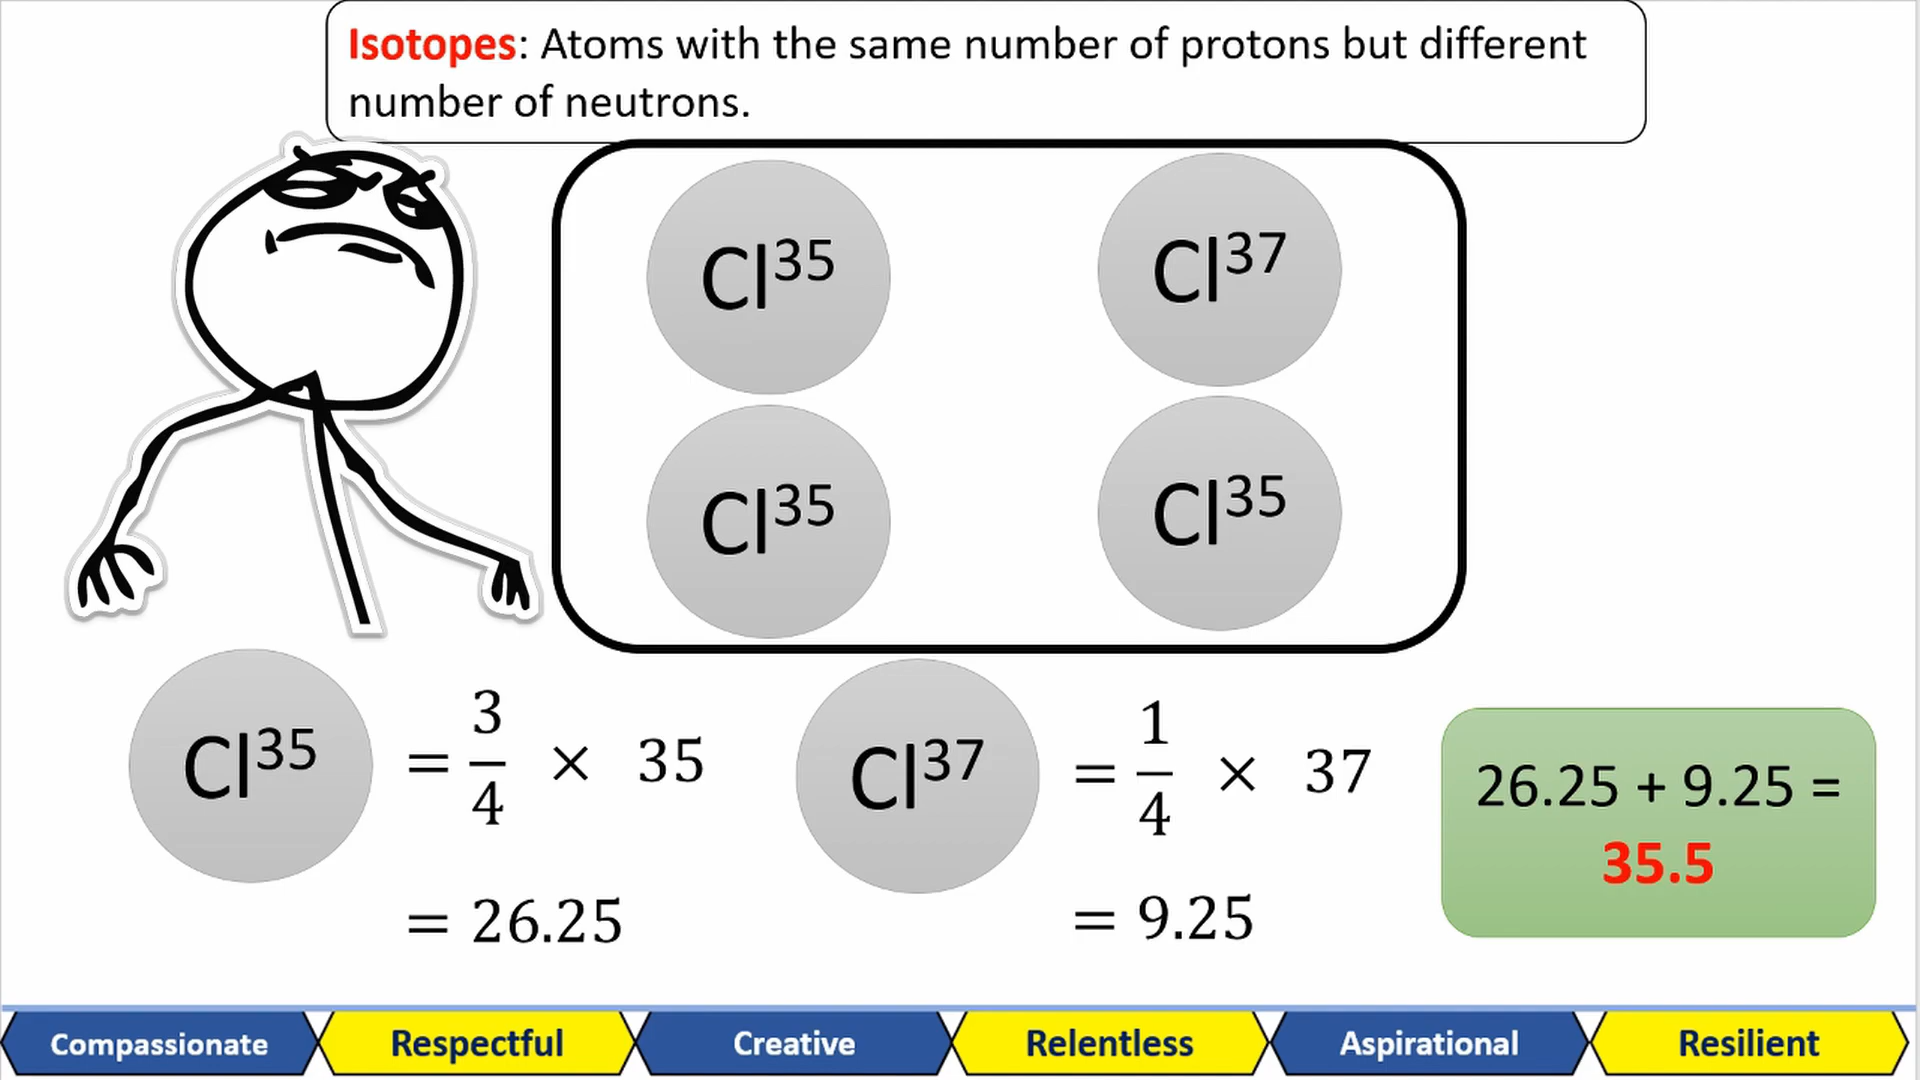 Isotopes: Atoms with the same number of protons but different
number of neutrons.
Cl³⁵ Cl³⁷
Cl³⁵ Cl³⁵
Cl³⁵ = 3/4 × 35
= 26.25
Cl³⁷ = 1/4 × 37
= 9.25
26.25 + 9.25 =
35.5
Compassionate Respectful Creative Relentless Aspirational Resilient